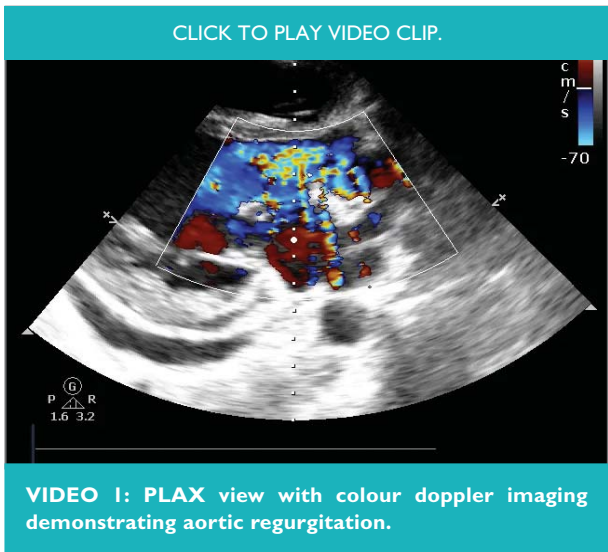 CLICK TO PLAY VIDEO CLIP.
c
m
/
s
-70
G
P R
1.6 3.2
VIDEO 1: PLAX view with colour doppler imaging
demonstrating aortic regurgitation.